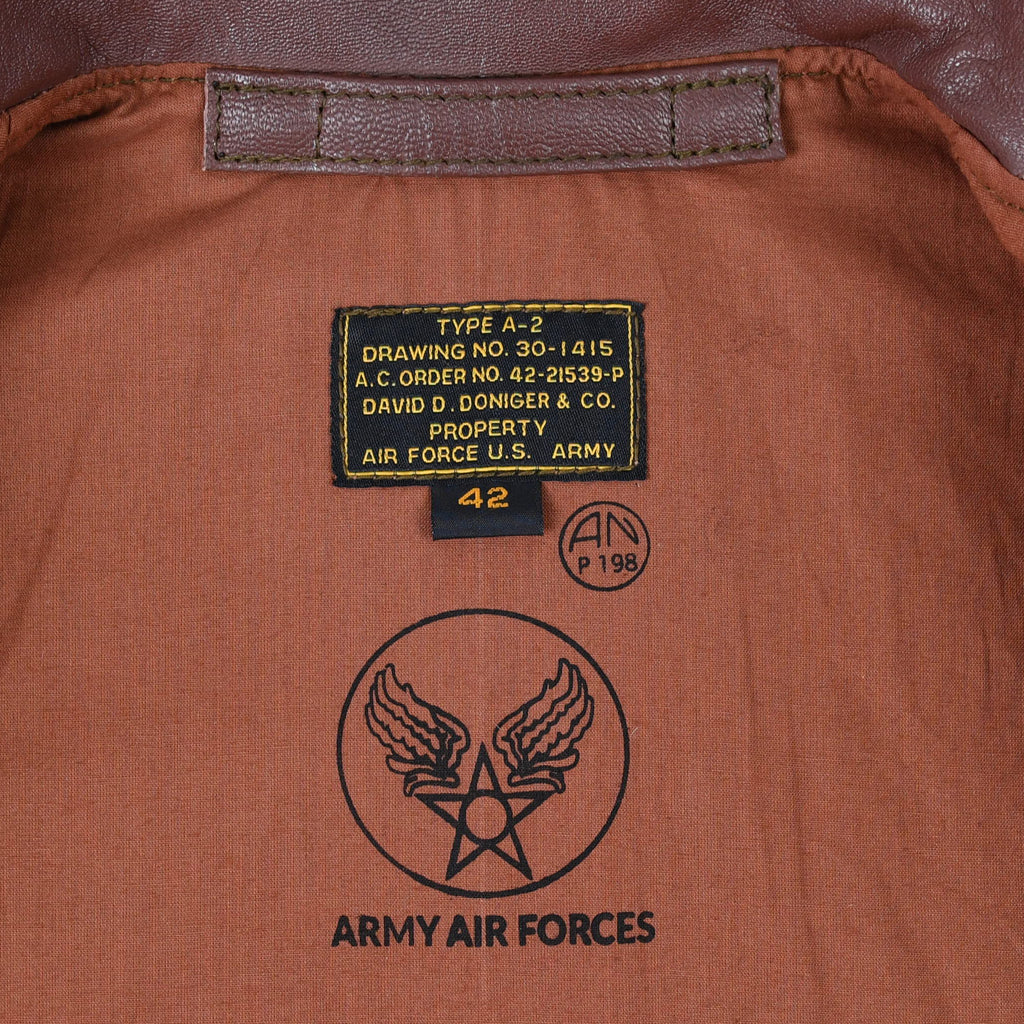 TYPE A-2
DRAWING NO. 30-1415
A.C. ORDER NO. 42-21539-P
DAVID D. DONIGER & CO.
PROPERTY
AIR FORCE U.S. ARMY
42
AN
P 198
ARMY AIR FORCES